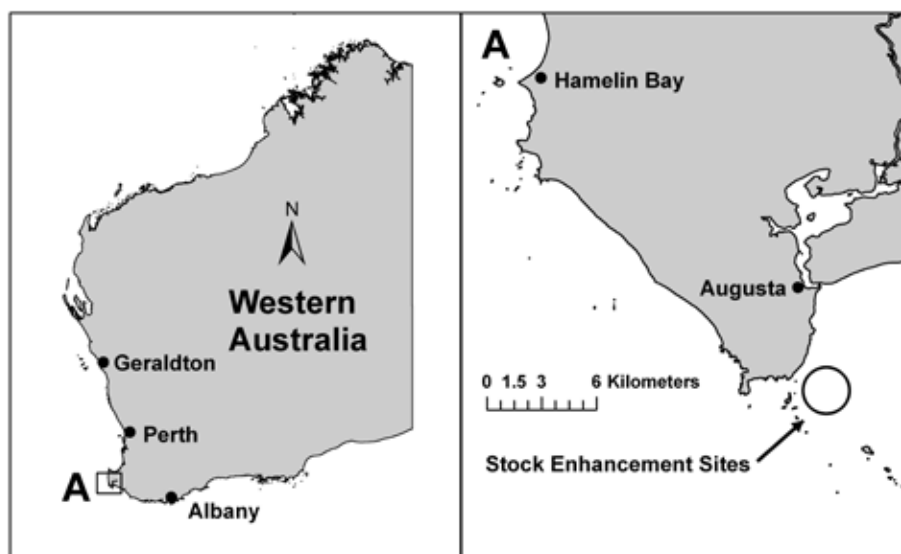 N
Western
Australia
Geraldton
Perth
A
Albany
A
Hamelin Bay
Augusta
0 1.5 3 6 Kilometers
Stock Enhancement Sites